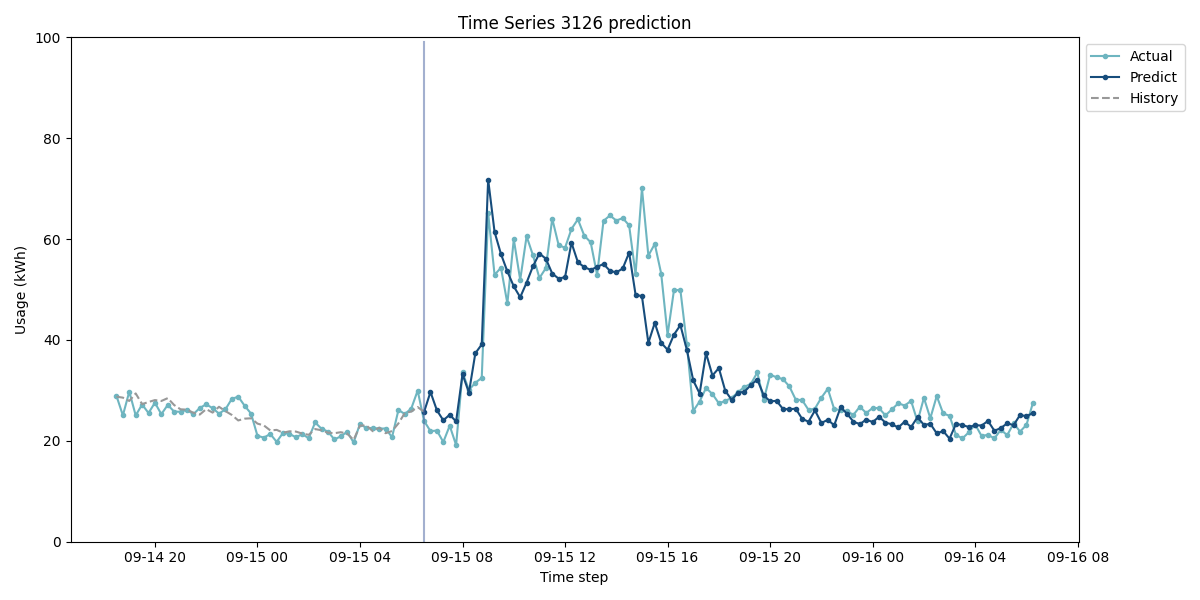 Time Series 3126 prediction
100
80
60
40
20
0
Usage (kWh)
09-14 20
09-15 00
09-15 04
09-15 08
09-15 12
09-15 16
09-15 20
09-16 00
09-16 04
09-16 08
Time step
Actual
Predict
History